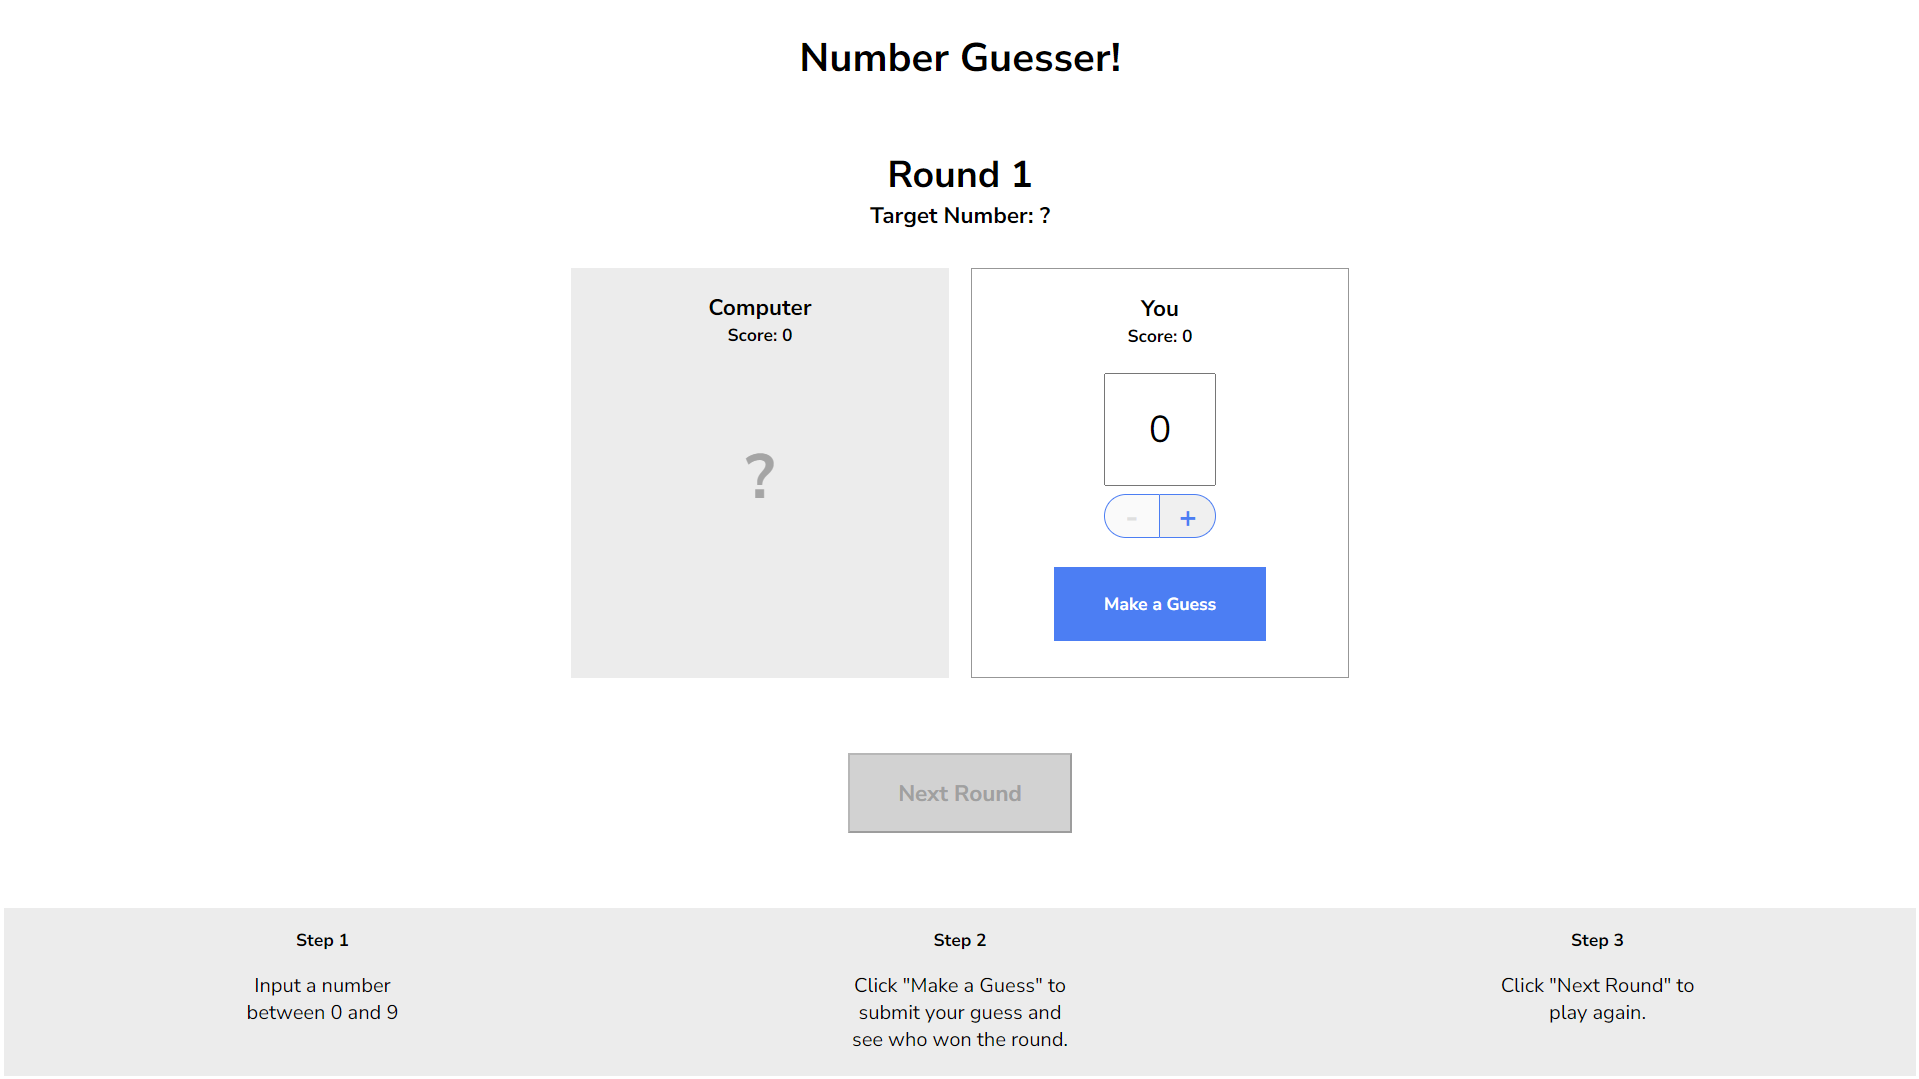 Number Guesser!
Round 1
Target Number: ?
Computer
Score: 0
?
You
Score: 0
0
- +
Make a Guess
Next Round
Step 1
Input a number
between 0 and 9
Step 2
Click "Make a Guess" to
submit your guess and
see who won the round.
Step 3
Click "Next Round" to
play again.